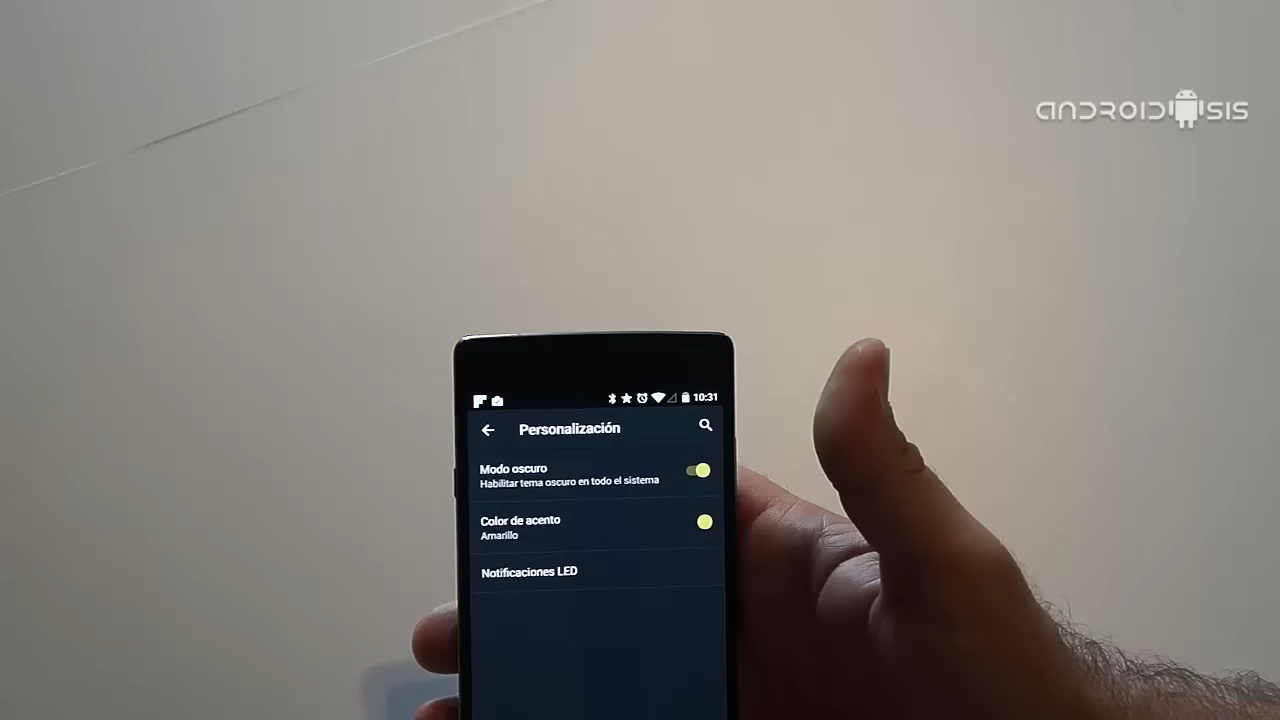 ANDROIDSIS
10:31
Personalización
Modo oscuro
Habilitar tema oscuro en todo el sistema
Color de acento
Amarillo
Notificaciones LED